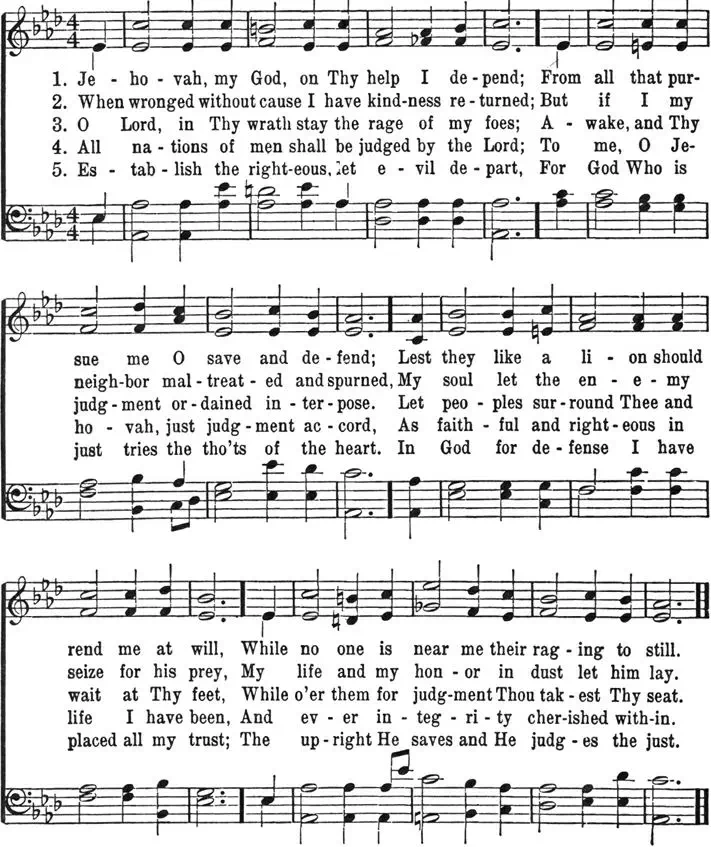 4
4
1. Je - ho - vah, my God, on Thy help I de - pend; From all that pur-
2. When wronged without cause I have kind-ness re - turned; But if I my
3. O Lord, in Thy wrath stay the rage of my foes; A - wake, and Thy
4. All na - tions of men shall be judged by the Lord; To me, O Je-
5. Es - tab - lish the right-eous, let e - vil de - part, For God Who is
4
4
sue me O save and de - fend; Lest they like a li - on should
neigh-bor mal - treat - ed and spurned, My soul let the en - e - my
judg - ment or - dained in - ter - pose. Let peo - ples sur - round Thee and
ho - vah, just judg - ment ac - cord, As faith - ful and right-eous in
just tries the tho'ts of the heart. In God for de - fense I have
rend me at will, While no one is near me their rag - ing to still.
seize for his prey, My life and my hon - or in dust let him lay.
wait at Thy feet, While o'er them for judg-ment Thou tak - est Thy seat.
life I have been, And ev - er in - teg - ri - ty cher-ished with-in.
placed all my trust; The up - right He saves and He judg - es the just.